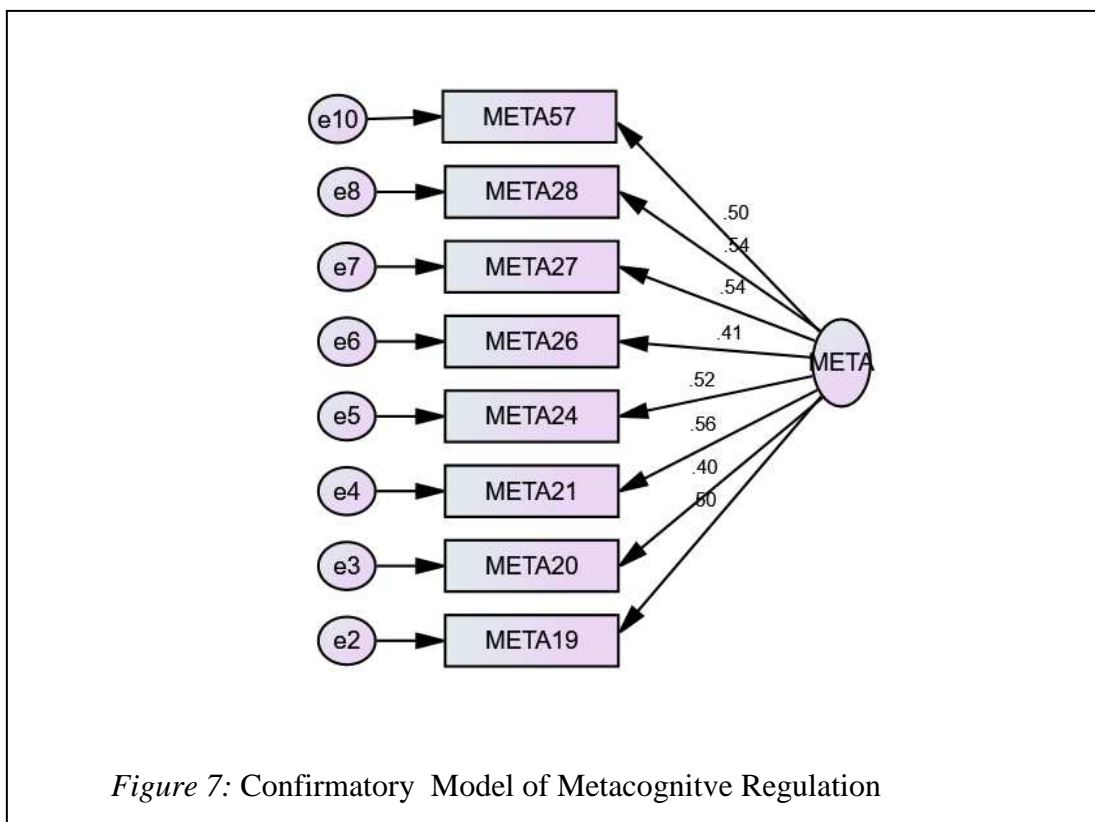 e10 META57
.50
e8 META28
.54
e7 META27
.54
e6 META26
.41
META
e5 META24
.52
e4 META21
.56
e3 META20
.40
e2 META19
.50
Figure 7: Confirmatory Model of Metacognitve Regulation